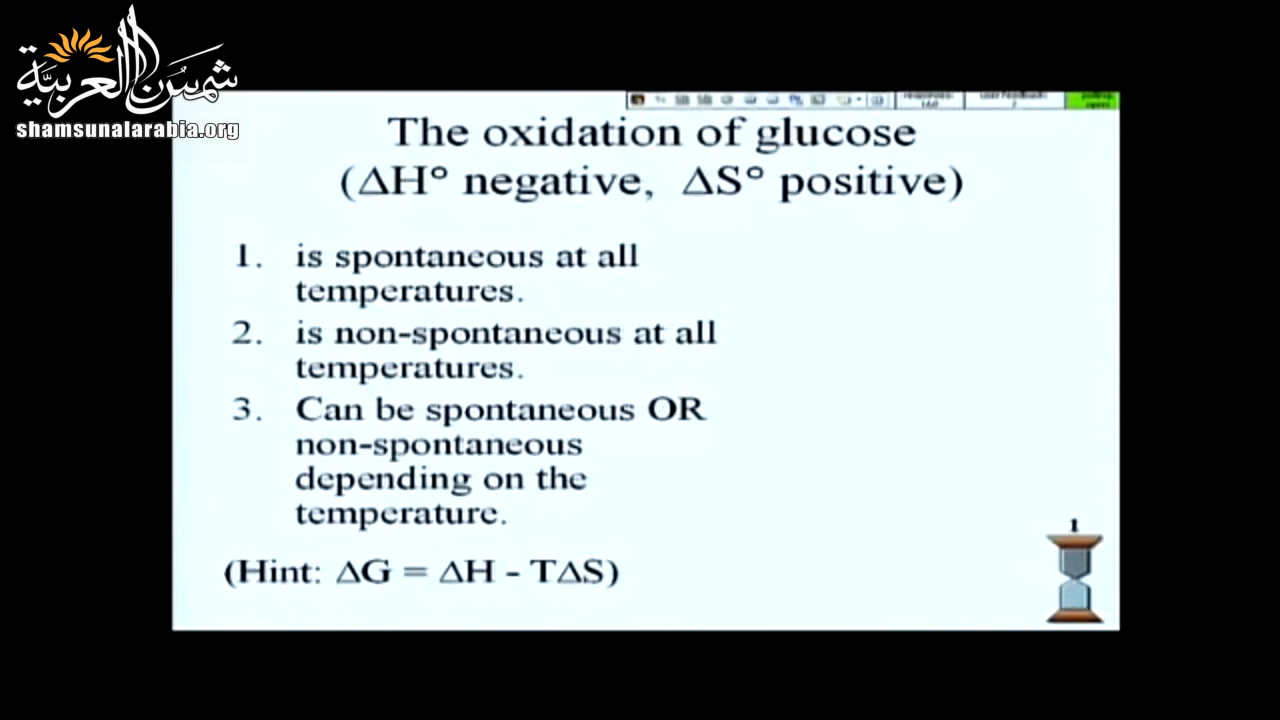 شمس العربية
shamsunalarabia.org
The oxidation of glucose
(ΔH° negative, ΔS° positive)
1. is spontaneous at all
temperatures.
2. is non-spontaneous at all
temperatures.
3. Can be spontaneous OR
non-spontaneous
depending on the
temperature.
(Hint: ΔG = ΔH - TΔS)
1